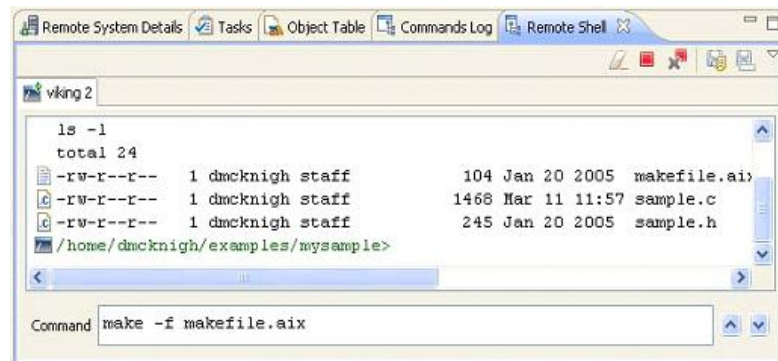 Remote System Details Tasks Object Table Commands Log Remote Shell
viking 2
ls -l
total 24
-rw-r--r-- 1 dmcknigh staff 104 Jan 20 2005 makefile.aix
-rw-r--r-- 1 dmcknigh staff 1468 Mar 11 11:57 sample.c
-rw-r--r-- 1 dmcknigh staff 245 Jan 20 2005 sample.h
/home/dmcknigh/examples/mysample>
Command make -f makefile.aix